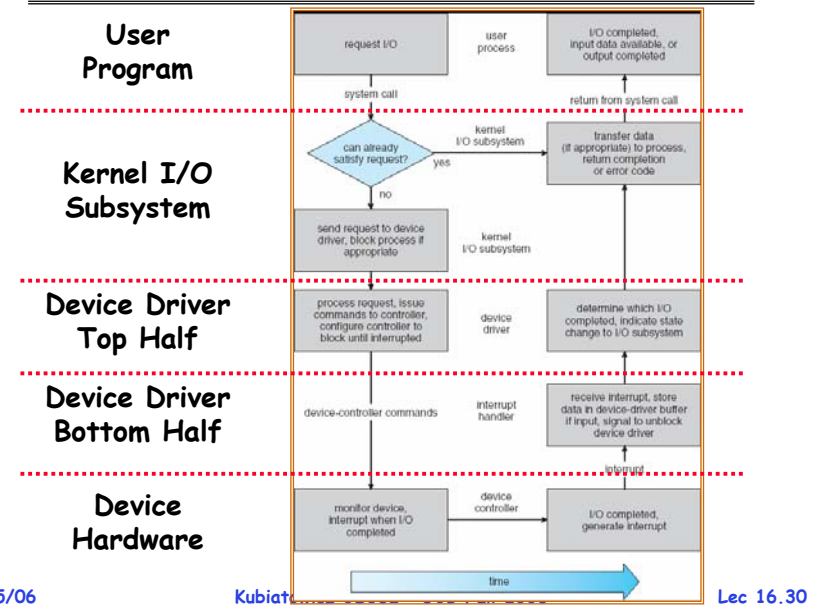 User
Program
request I/O
user
process
I/O completed,
input data available, or
output completed
system call
return from system call
Kernel I/O
Subsystem
can already
satisfy request?
yes
no
kernel
I/O subsystem
transfer data
(if appropriate) to process,
return completion
or error code
send request to device
driver, block process if
appropriate
kernel
I/O subsystem
Device Driver
Top Half
process request, issue
commands to controller,
configure controller to
block until interrupted
device
driver
determine which I/O
completed, indicate state
change to I/O subsystem
Device Driver
Bottom Half
device-controller commands
interrupt
handler
receive interrupt, store
data in device-driver buffer
if input, signal to unblock
device driver
interrupt
Device
Hardware
monitor device,
interrupt when I/O
completed
device
controller
I/O completed,
generate interrupt
time
5/06
Lec 16.30